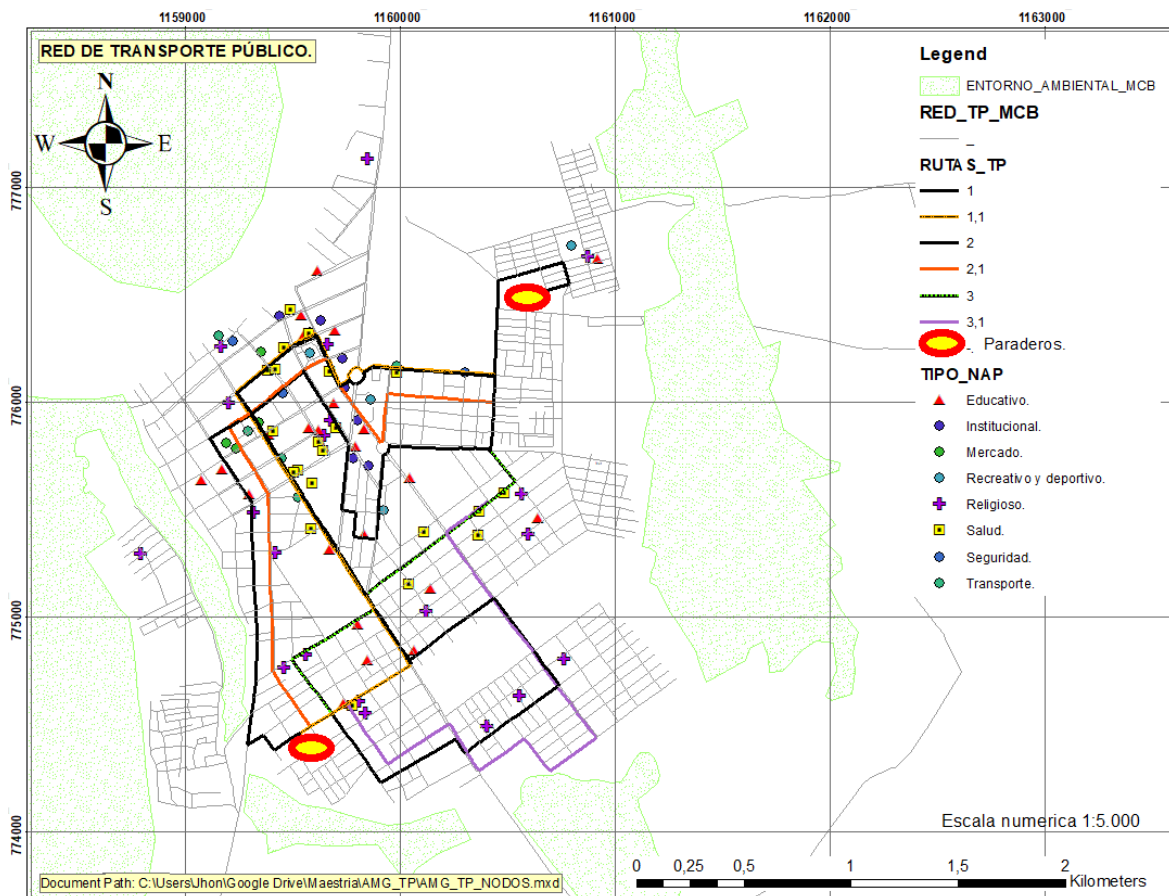 1159000 1160000 1161000 1162000 1163000
RED DE TRANSPORTE PÚBLICO.
N
W E
S
777000
776000
775000
774000
Legend
ENTORNO_AMBIENTAL_MCB
RED_TP_MCB
_
RUTAS_TP
1
1,1
2
2,1
3
3,1
Paraderos.
TIPO_NAP
Educativo.
Institucional.
Mercado.
Recreativo y deportivo.
Religioso.
Salud.
Seguridad.
Transporte.
Escala numerica 1:5.000
0 0,25 0,5 1 1,5 2
Kilometers
Document Path: C:\Users\Jhon\Google Drive\Maestria\AMG_TP\AMG_TP_NODOS.mxd